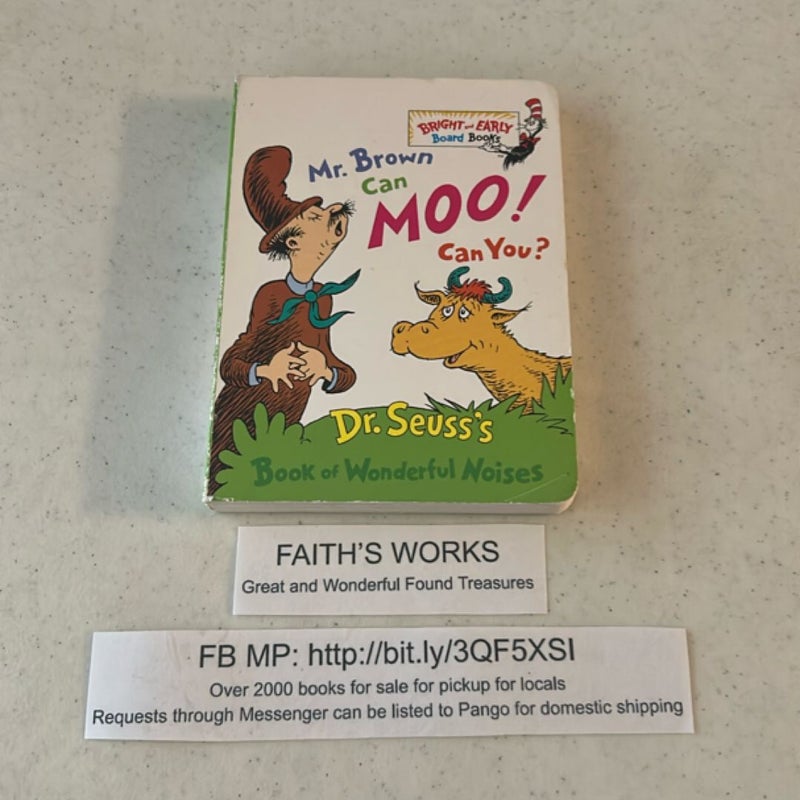 BRIGHT and EARLY
Board Books
Mr. Brown
Can
MOO!
Can You?
Dr. Seuss's
Book of Wonderful Noises
FAITH'S WORKS
Great and Wonderful Found Treasures
FB MP: http://bit.ly/3QF5XSI
Over 2000 books for sale for pickup for locals
Requests through Messenger can be listed to Pango for domestic shipping